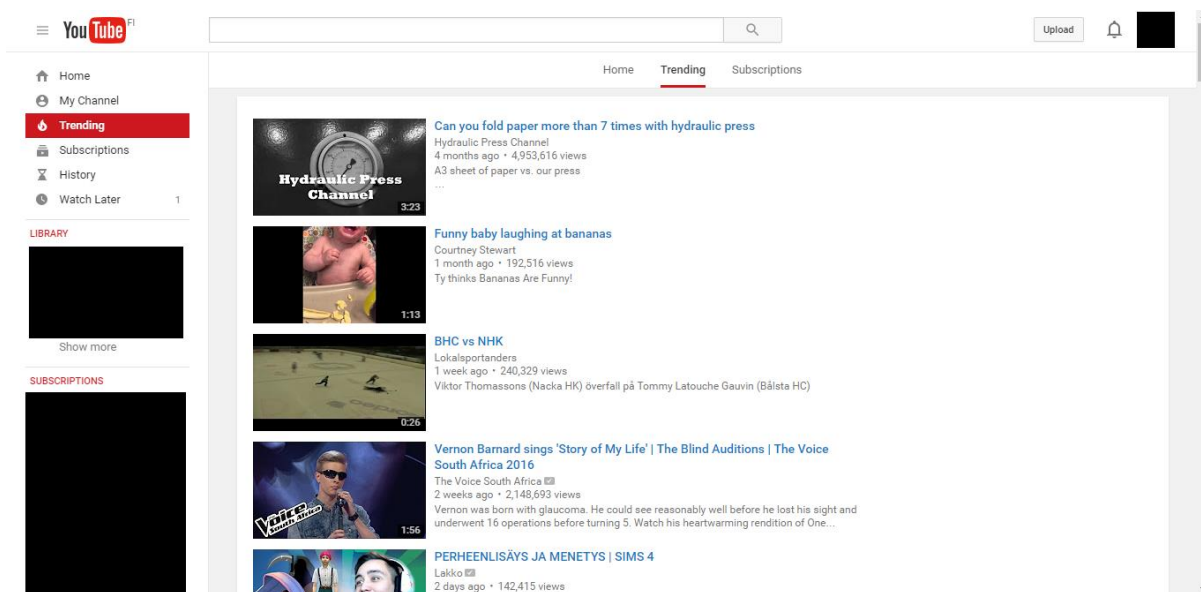 YouTube FI
Upload
Home
My Channel
Trending
Subscriptions
History
Watch Later 1
LIBRARY
Show more
SUBSCRIPTIONS
Home Trending Subscriptions
Hydraulic Press
Channel
3:23
Can you fold paper more than 7 times with hydraulic press
Hydraulic Press Channel
4 months ago • 4,953,616 views
A3 sheet of paper vs. our press
...
1:13
Funny baby laughing at bananas
Courtney Stewart
1 month ago • 192,516 views
Ty thinks Bananas Are Funny!
0:26
BHC vs NHK
Lokalsportanders
1 week ago • 240,329 views
Viktor Thomassons (Nacka HK) överfall på Tommy Latouche Gauvin (Bålsta HC)
Voice
South Africa
1:56
Vernon Barnard sings 'Story of My Life' | The Blind Auditions | The Voice
South Africa 2016
The Voice South Africa
2 weeks ago • 2,148,693 views
Vernon was born with glaucoma. He could see reasonably well before he lost his sight and
underwent 16 operations before turning 5. Watch his heartwarming rendition of One...
PERHEENLISÄYS JA MENETYS | SIMS 4
Lakko
2 days ago • 142,415 views